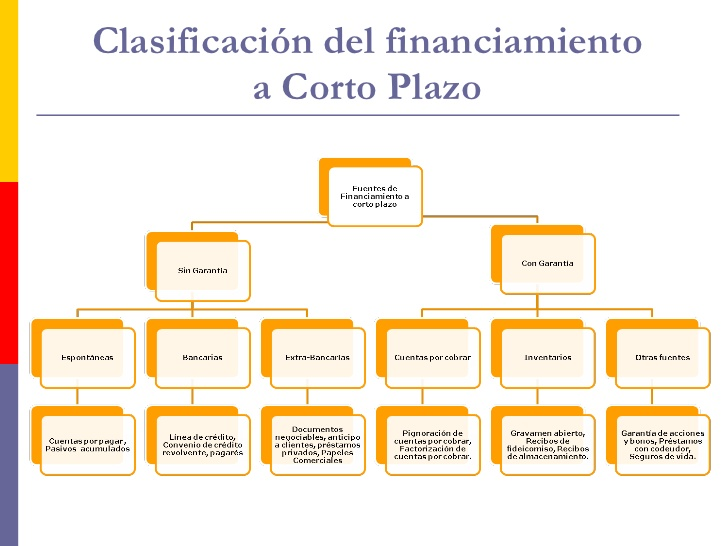 Clasificación del financiamiento
a Corto Plazo
Fuentes de
Financiamiento a
corto plazo
Sin Garantía
Con Garantía
Espontáneas
Bancarias
Extra-Bancarias
Cuentas por cobrar
Inventarios
Otras fuentes
Cuentas por pagar,
Pasivos acumulados
Línea de crédito,
Convenio de crédito
revolvente, pagarés
Documentos
negociables, anticipo
a clientes, préstamos
privados, Papeles
Comerciales
Pignoración de
cuentas por cobrar,
Factorización de
cuentas por cobrar.
Gravamen abierto,
Recibos de
fideicomiso, Recibos
de almacenamiento.
Garantía de acciones
y bonos, Préstamos
con codeudor,
Seguros de vida.